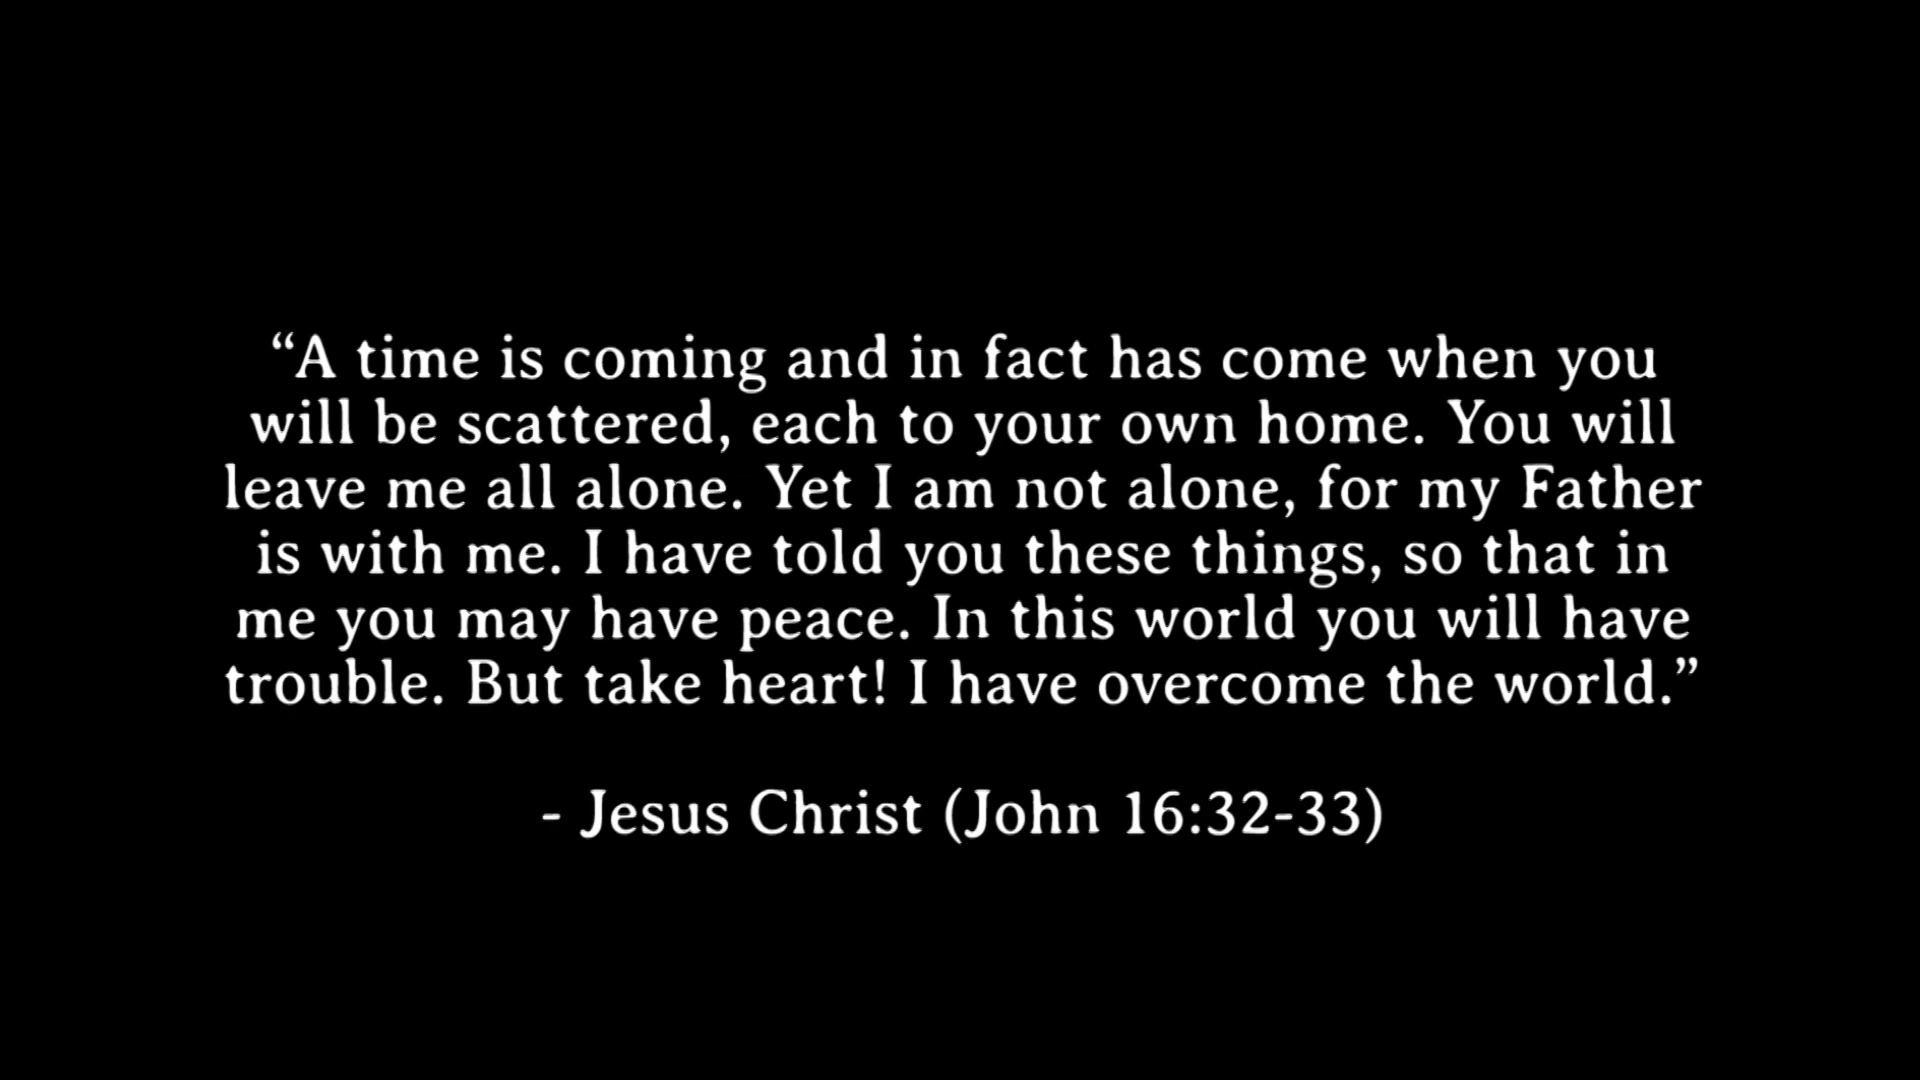 “A time is coming and in fact has come when you
will be scattered, each to your own home. You will
leave me all alone. Yet I am not alone, for my Father
is with me. I have told you these things, so that in
me you may have peace. In this world you will have
trouble. But take heart! I have overcome the world.”
- Jesus Christ (John 16:32-33)